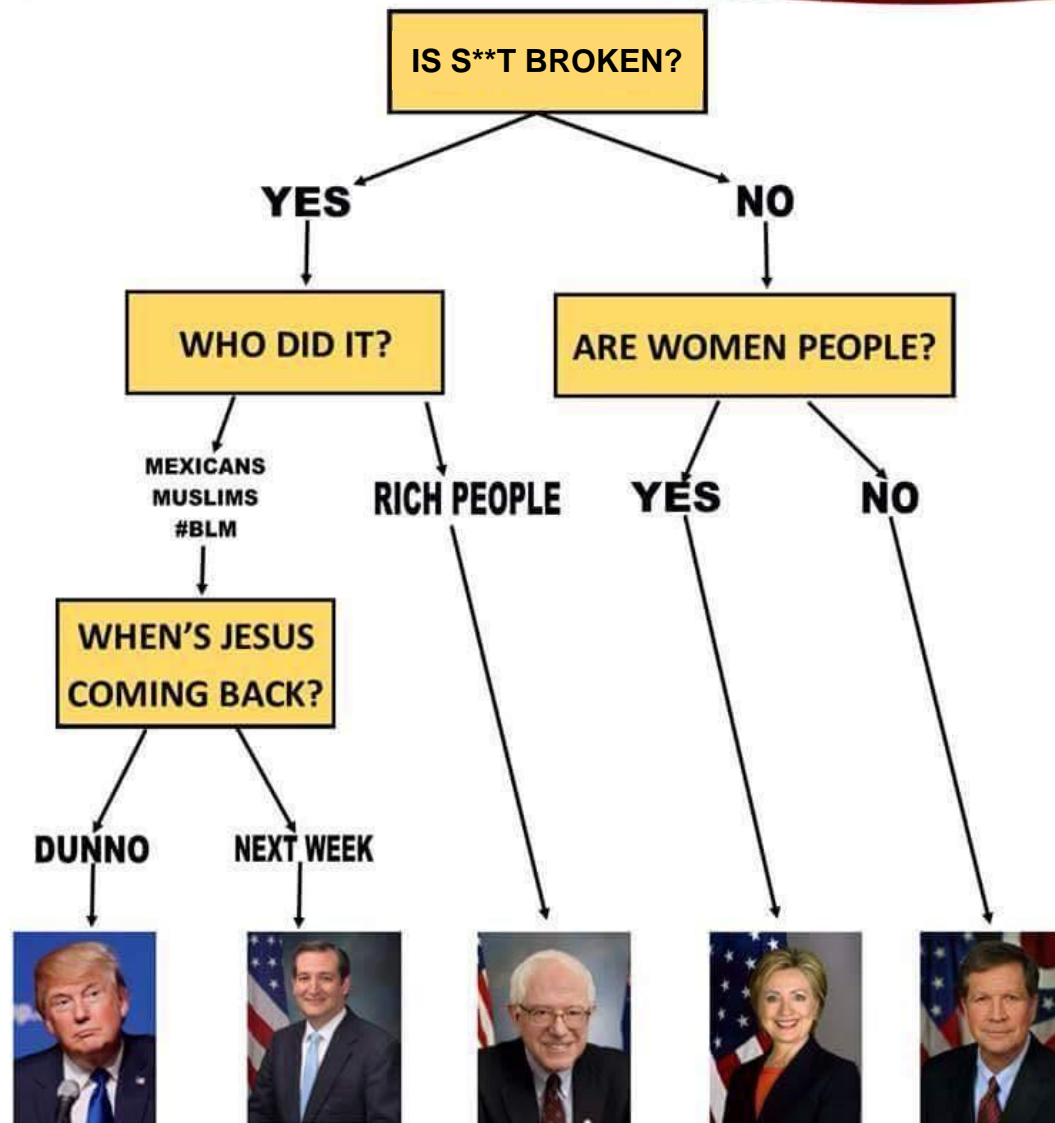 IS S**T BROKEN?
YES
NO
WHO DID IT?
ARE WOMEN PEOPLE?
MEXICANS
MUSLIMS
#BLM
RICH PEOPLE
YES
NO
WHEN'S JESUS
COMING BACK?
DUNNO
NEXT WEEK